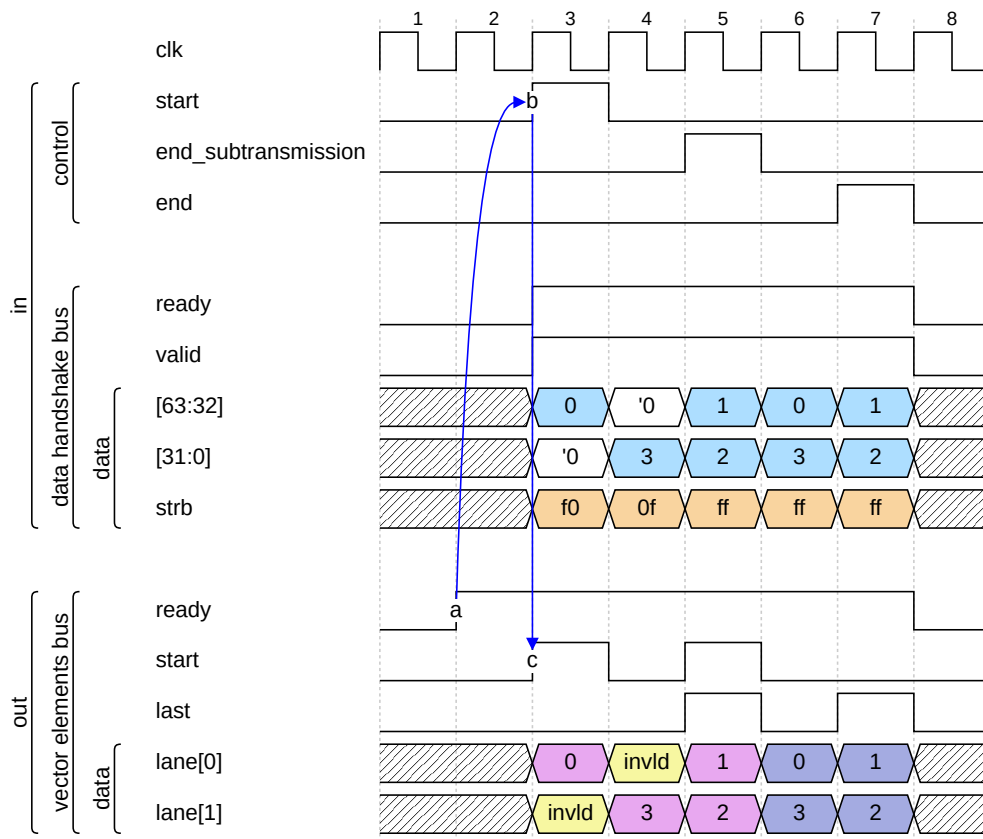 1 2 3 4 5 6 7 8
clk
in
control
start b
end_subtransmission
end
data handshake bus
ready
valid
data
[63:32] 0 '0 1 0 1
[31:0] '0 3 2 3 2
strb f0 0f ff ff ff
out
vector elements bus
ready a
start c
last
data
lane[0] 0 invld 1 0 1
lane[1] invld 3 2 3 2